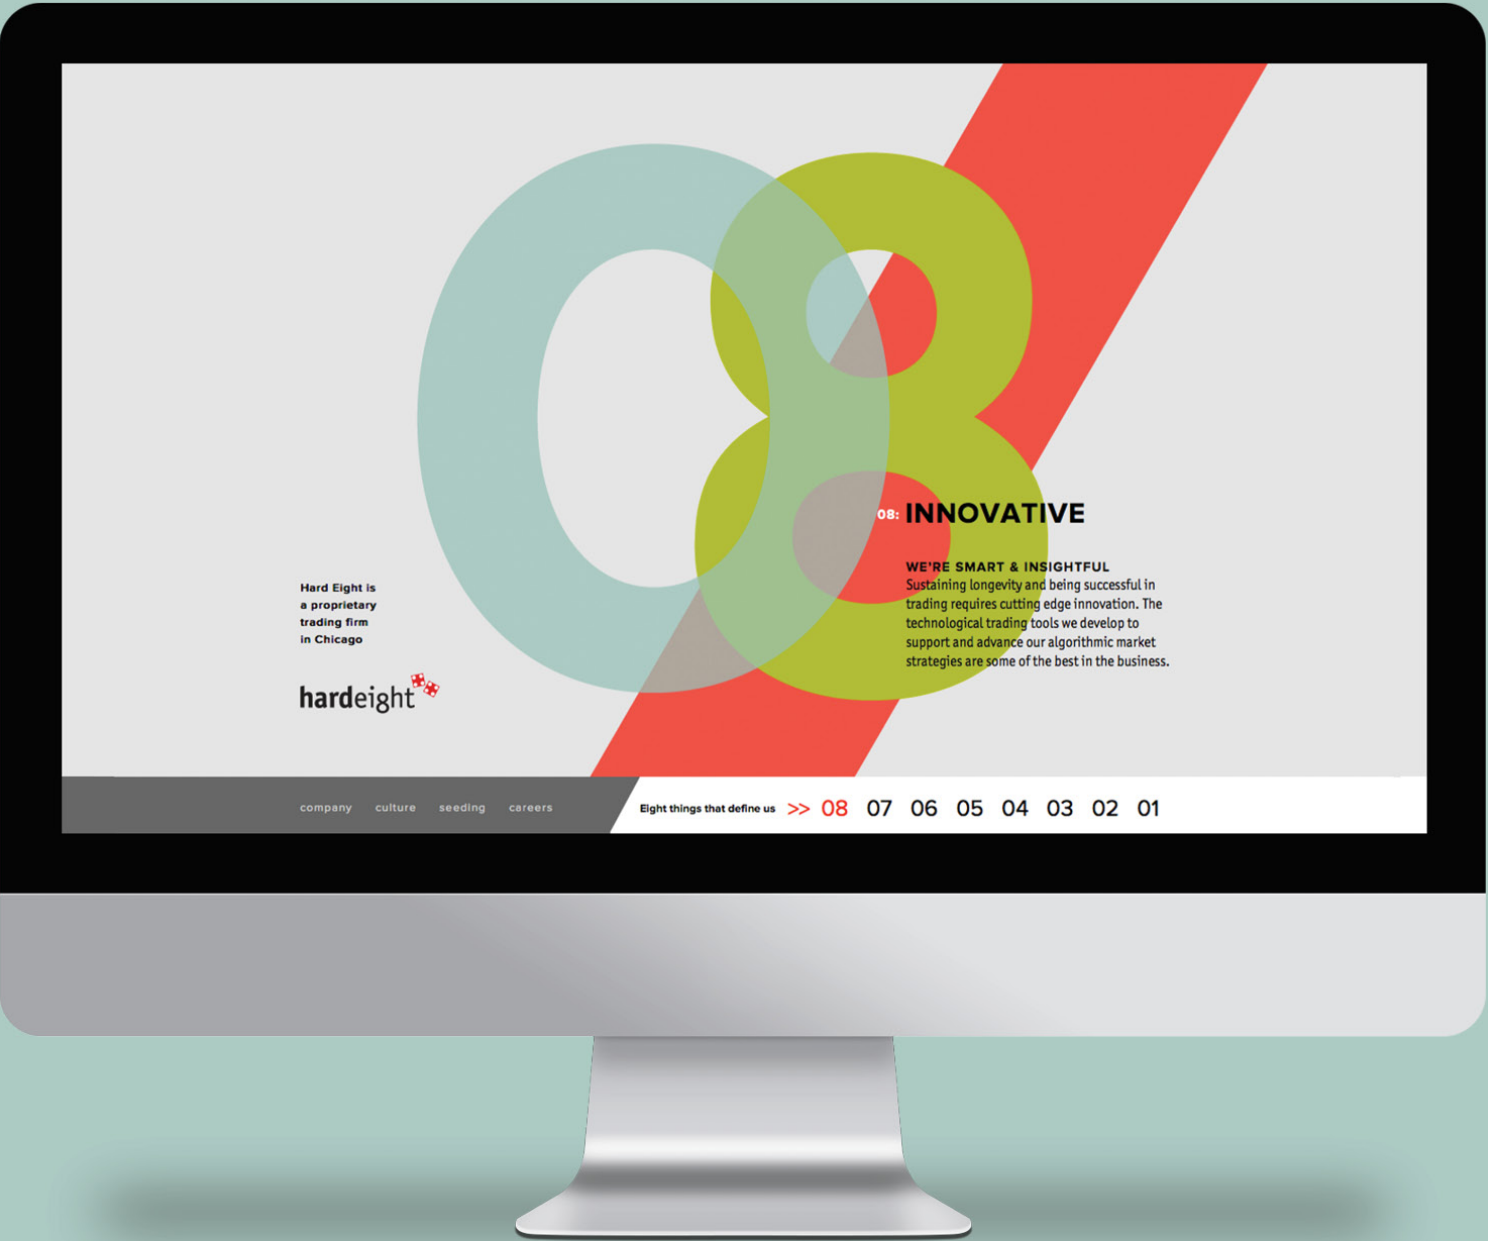 08
08: INNOVATIVE
WE'RE SMART & INSIGHTFUL
Sustaining longevity and being successful in
trading requires cutting edge innovation. The
technological trading tools we develop to
support and advance our algorithmic market
strategies are some of the best in the business.
Hard Eight is
a proprietary
trading firm
in Chicago
hardeight
company culture seeding careers
Eight things that define us >> 08 07 06 05 04 03 02 01